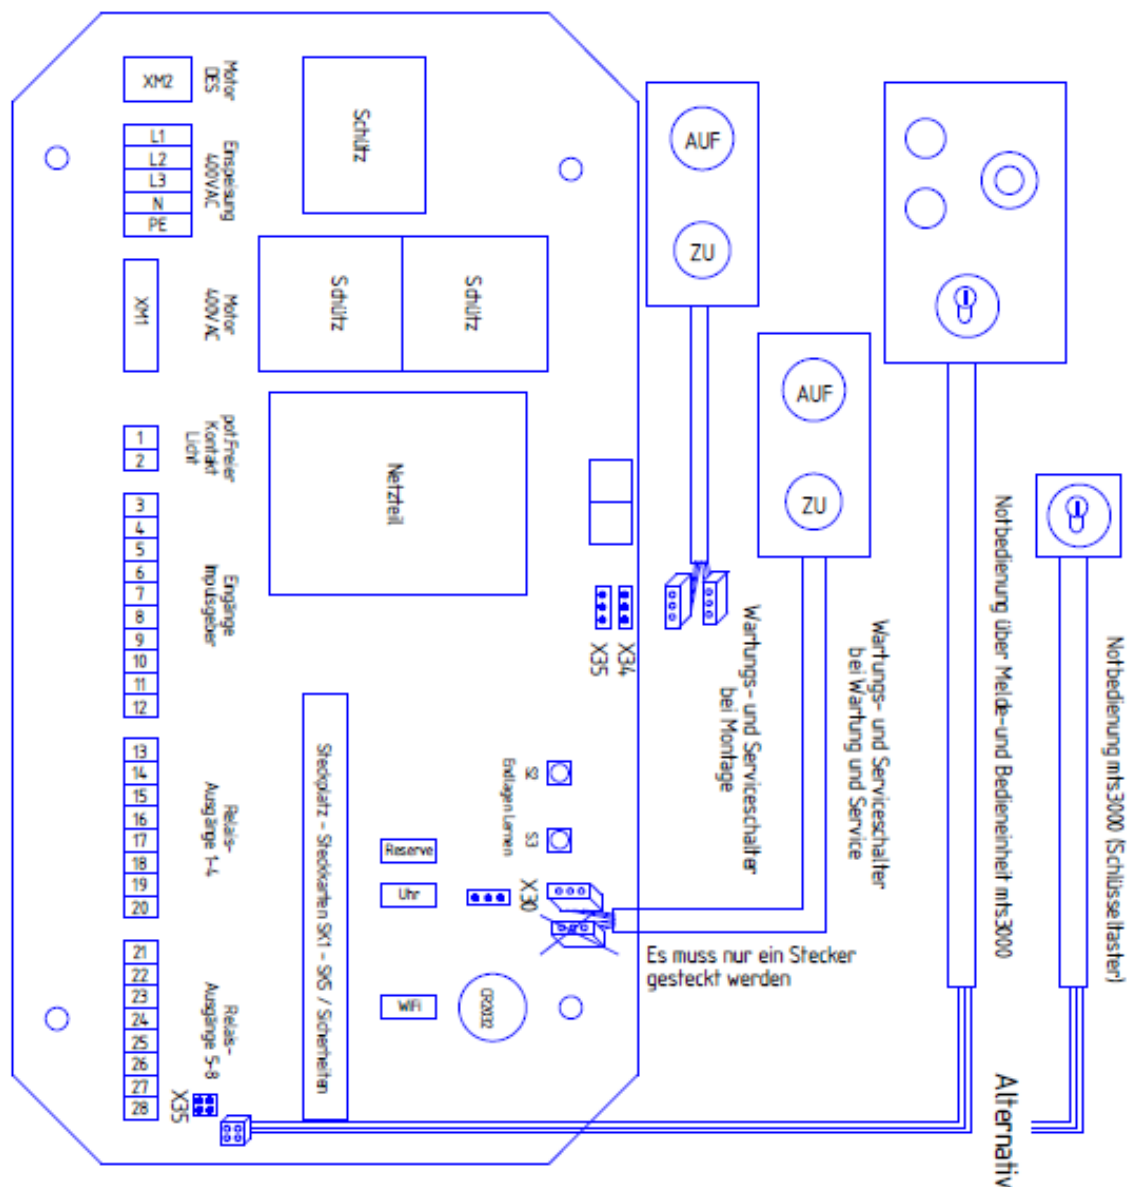 Motor
DES
XM2
Einspeisung
400V AC
L1
L2
L3
N
PE
Motor
400V AC
XM1
pot.Freier
Kontakt
Licht
1
2
Eingänge
Impulsgeber
3
4
5
6
7
8
9
10
11
12
Relais-
Ausgänge 1-4
13
14
15
16
17
18
19
20
Relais-
Ausgänge 5-8
21
22
23
24
25
26
27
28
X35
Schütz
Schütz
Schütz
Netzteil
Steckplatz - Steckkarten SK1 - SK5 / Sicherheiten
Reserve
Uhr
WiFi
CR2032
S2
S3
Endlagen Lernen
X30
X35
X34
AUF
ZU
Wartungs- und Serviceschalter
bei Montage
AUF
ZU
Wartungs- und Serviceschalter
bei Wartung und Service
Es muss nur ein Stecker
gesteckt werden
Notbedienung über Melde-und Bedieneinheit mts3000
Notbedienung mts3000 (Schlüsseltaster)
Alternativ